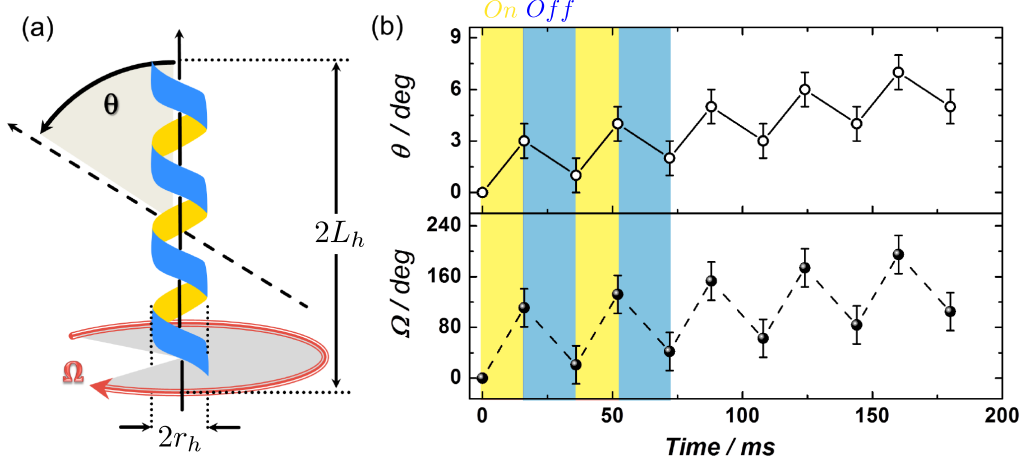 (a)
θ
2L_h
Ω
2r_h
(b)
On Off
θ / deg
9
6
3
0
Ω / deg
240
160
80
0
0 50 100 150 200
Time / ms